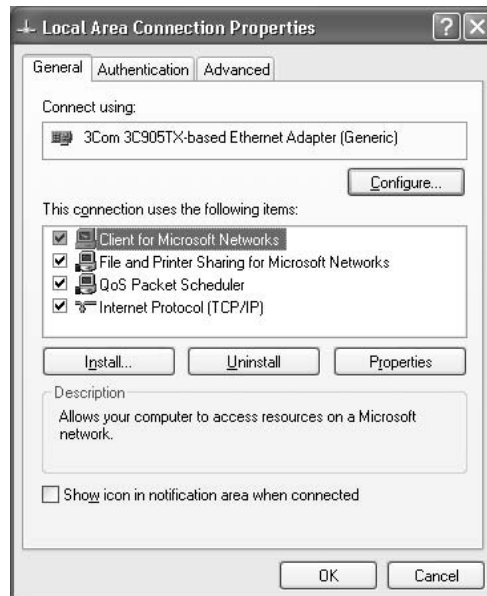 Local Area Connection Properties
General Authentication Advanced
Connect using:
3Com 3C905TX-based Ethernet Adapter (Generic)
Configure...
This connection uses the following items:
Client for Microsoft Networks
File and Printer Sharing for Microsoft Networks
QoS Packet Scheduler
Internet Protocol (TCP/IP)
Install... Uninstall Properties
Description
Allows your computer to access resources on a Microsoft
network.
Show icon in notification area when connected
OK Cancel